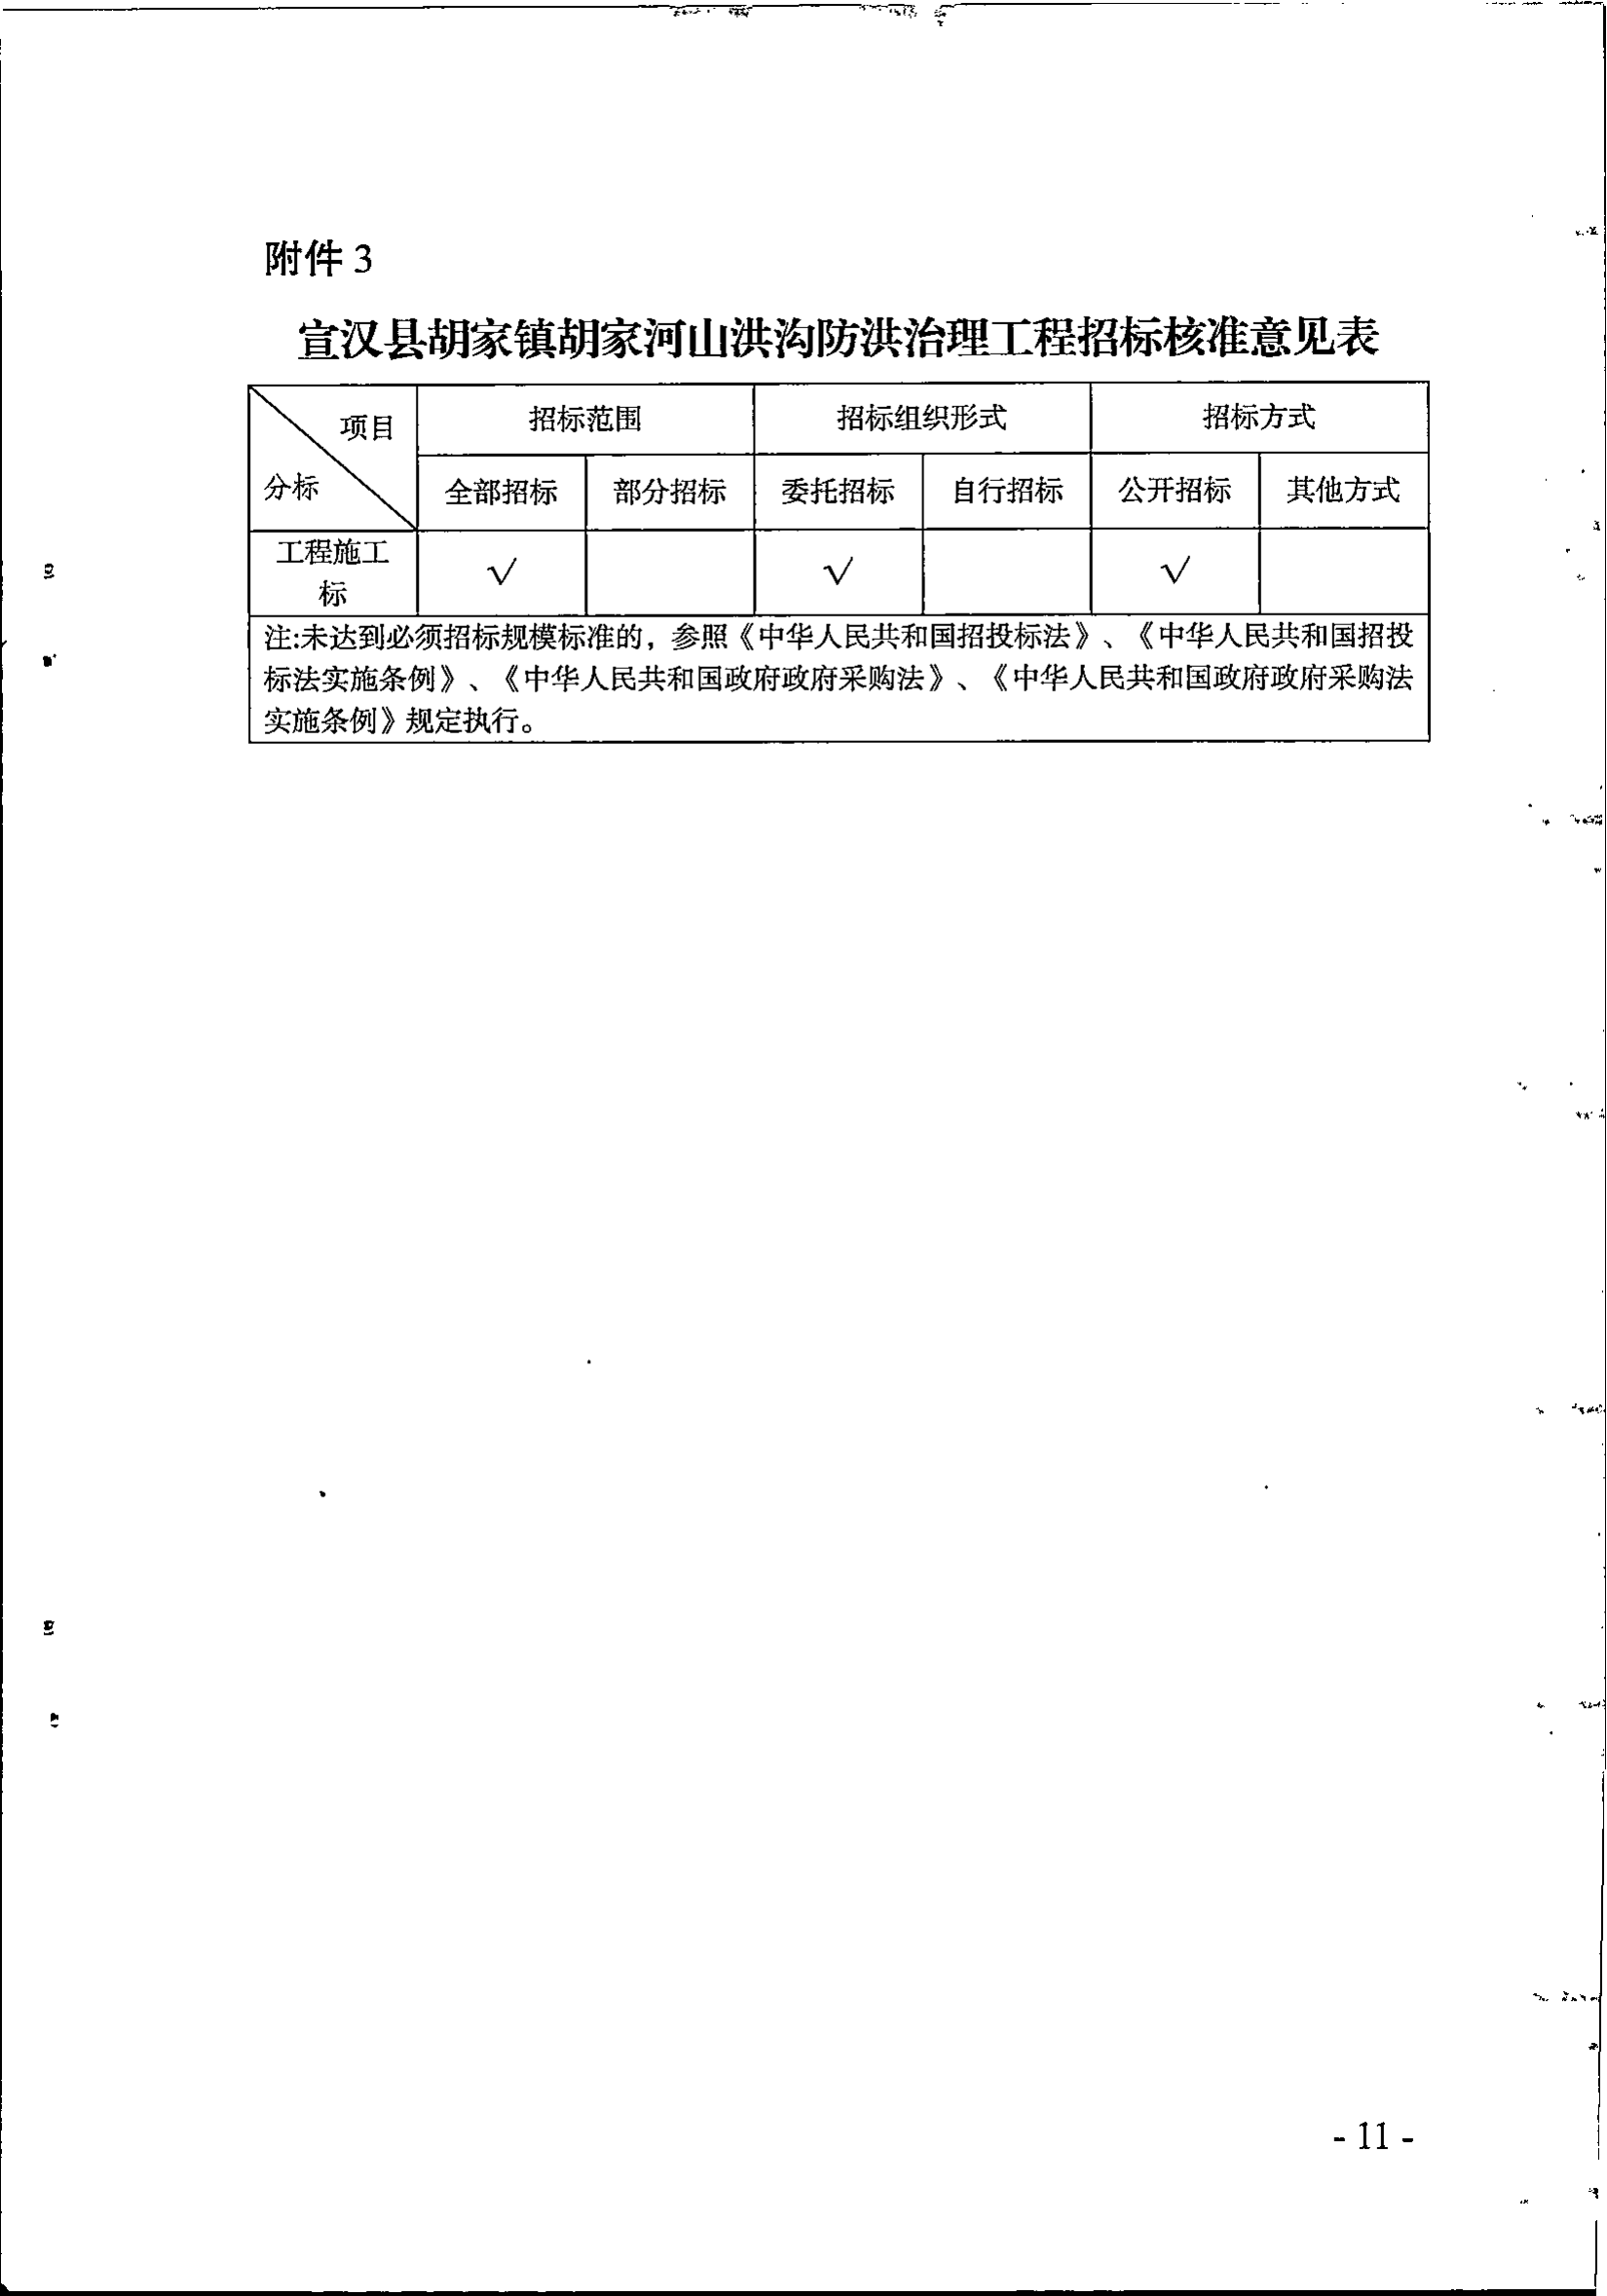 附件3
宣汉县胡家镇胡家河山洪沟防洪治理工程招标核准意见表
项目
分标
招标范围
招标组织形式
招标方式
全部招标
部分招标
委托招标
自行招标
公开招标
其他方式
工程施工
标
√
√
√
注:未达到必须招标规模标准的，参照《中华人民共和国招投标法》、《中华人民共和国招投
标法实施条例》、《中华人民共和国政府政府采购法》、《中华人民共和国政府政府采购法
实施条例》规定执行。
- 11 -